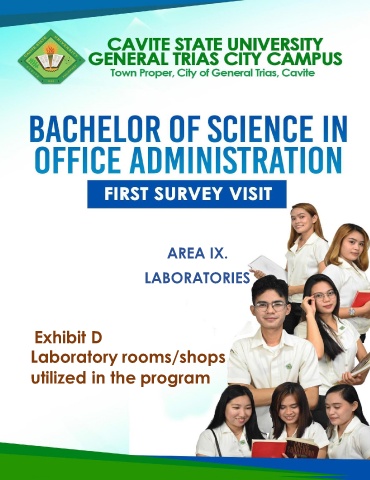 CAVITE STATE UNIVERSITY
GENERAL TRIAS CITY CAMPUS
Town Proper, City of General Trias, Cavite
BACHELOR OF SCIENCE IN
OFFICE ADMINISTRATION
FIRST SURVEY VISIT
AREA IX.
LABORATORIES
Exhibit D
Laboratory rooms/shops
utilized in the program